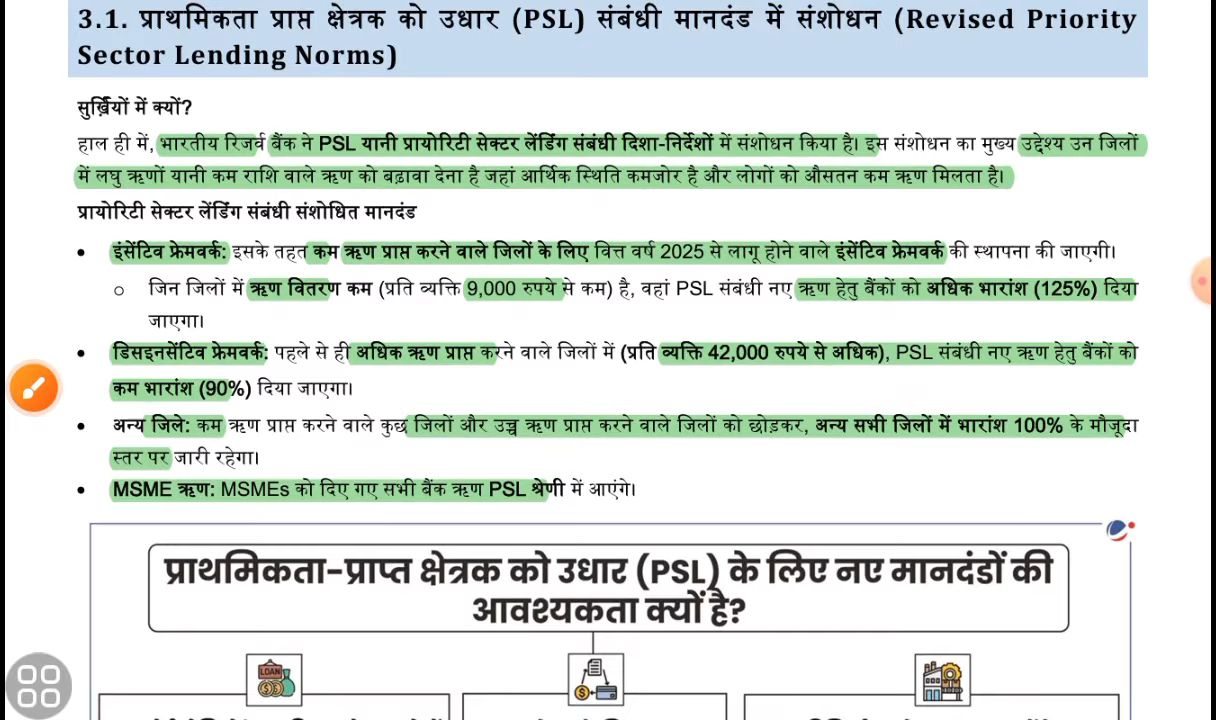 3.1. प्राथमिकता प्राप्त क्षेत्रक को उधार (PSL) संबंधी मानदंड में संशोधन (Revised Priority
Sector Lending Norms)
सुर्ख़ियों में क्यों?
हाल ही में, भारतीय रिजर्व बैंक ने PSL यानी प्रायोरिटी सेक्टर लेंडिंग संबंधी दिशा-निर्देशों में संशोधन किया है। इस संशोधन का मुख्य उद्देश्य उन जिलों
में लघु ऋणों यानी कम राशि वाले ऋण को बढ़ावा देना है जहां आर्थिक स्थिति कमजोर है और लोगों को औसतन कम ऋण मिलता है।
प्रायोरिटी सेक्टर लेंडिंग संबंधी संशोधित मानदंड
• इंसेंटिव फ्रेमवर्क: इसके तहत कम ऋण प्राप्त करने वाले जिलों के लिए वित्त वर्ष 2025 से लागू होने वाले इंसेंटिव फ्रेमवर्क की स्थापना की जाएगी।
o जिन जिलों में ऋण वितरण कम (प्रति व्यक्ति 9,000 रुपये से कम) है, वहां PSL संबंधी नए ऋण हेतु बैंकों को अधिक भारांश (125%) दिया
जाएगा।
• डिसइनसेंटिव फ्रेमवर्क: पहले से ही अधिक ऋण प्राप्त करने वाले जिलों में (प्रति व्यक्ति 42,000 रुपये से अधिक), PSL संबंधी नए ऋण हेतु बैंकों को
कम भारांश (90%) दिया जाएगा।
• अन्य जिले: कम ऋण प्राप्त करने वाले कुछ जिलों और उच्च ऋण प्राप्त करने वाले जिलों को छोड़कर, अन्य सभी जिलों में भारांश 100% के मौजूदा
स्तर पर जारी रहेगा।
• MSME ऋण: MSMEs को दिए गए सभी बैंक ऋण PSL श्रेणी में आएंगे।
प्राथमिकता-प्राप्त क्षेत्रक को उधार (PSL) के लिए नए मानदंडों की
आवश्यकता क्यों है?
LOAN